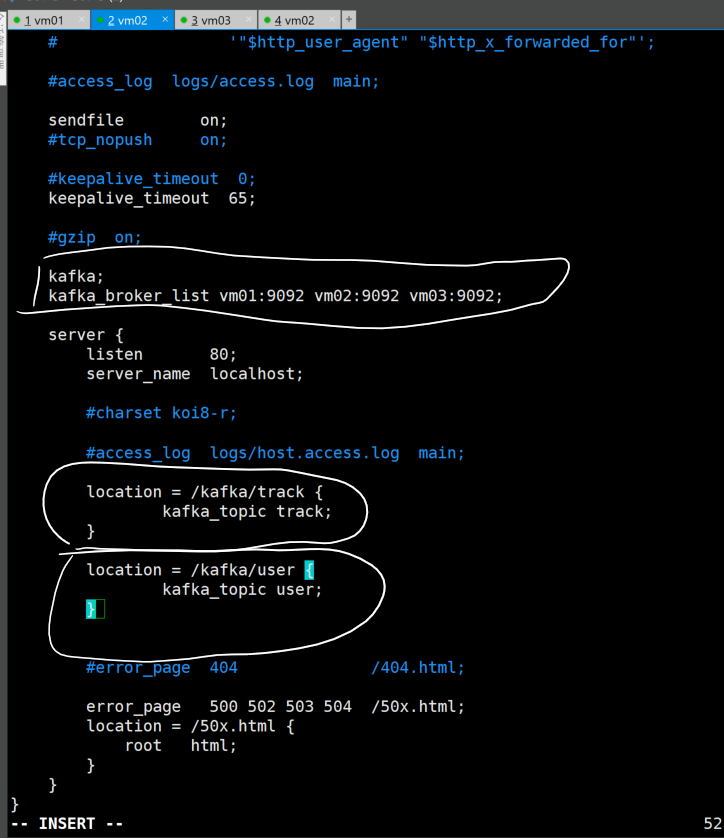 1 vm01 × 2 vm02 × 3 vm03 × 4 vm02 × +
#                  '"$http_user_agent" "$http_x_forwarded_for"';
#access_log  logs/access.log  main;
sendfile        on;
#tcp_nopush     on;
#keepalive_timeout  0;
keepalive_timeout  65;
#gzip  on;
kafka;
kafka_broker_list vm01:9092 vm02:9092 vm03:9092;
server {
listen       80;
server_name  localhost;
#charset koi8-r;
#access_log  logs/host.access.log  main;
location = /kafka/track {
kafka_topic track;
}
location = /kafka/user {
kafka_topic user;
}
#error_page  404              /404.html;
error_page   500 502 503 504  /50x.html;
location = /50x.html {
root   html;
}
}
}
-- INSERT --                                                             52